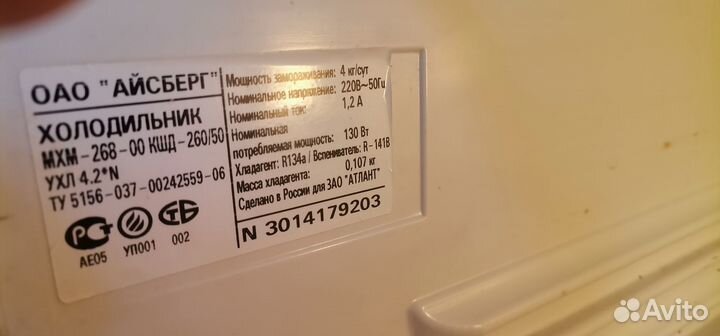 ОАО "АЙСБЕРГ"
ХОЛОДИЛЬНИК
МХМ-268-00 КШД-260/50
УХЛ 4.2*N
ТУ 5156-037-00242559-06
АЕ05 УП001 002
Мощность замораживания: 4 кг/сут
Номинальное напряжение: 220В~50Гц
Номинальный ток: 1,2 А
Номинальная
потребляемая мощность: 130 Вт
Хладагент: R134a / Вспениватель: R-141B
Масса хладагента: 0,107 кг
Сделано в России для ЗАО "АТЛАНТ"
N 3014179203
Avito